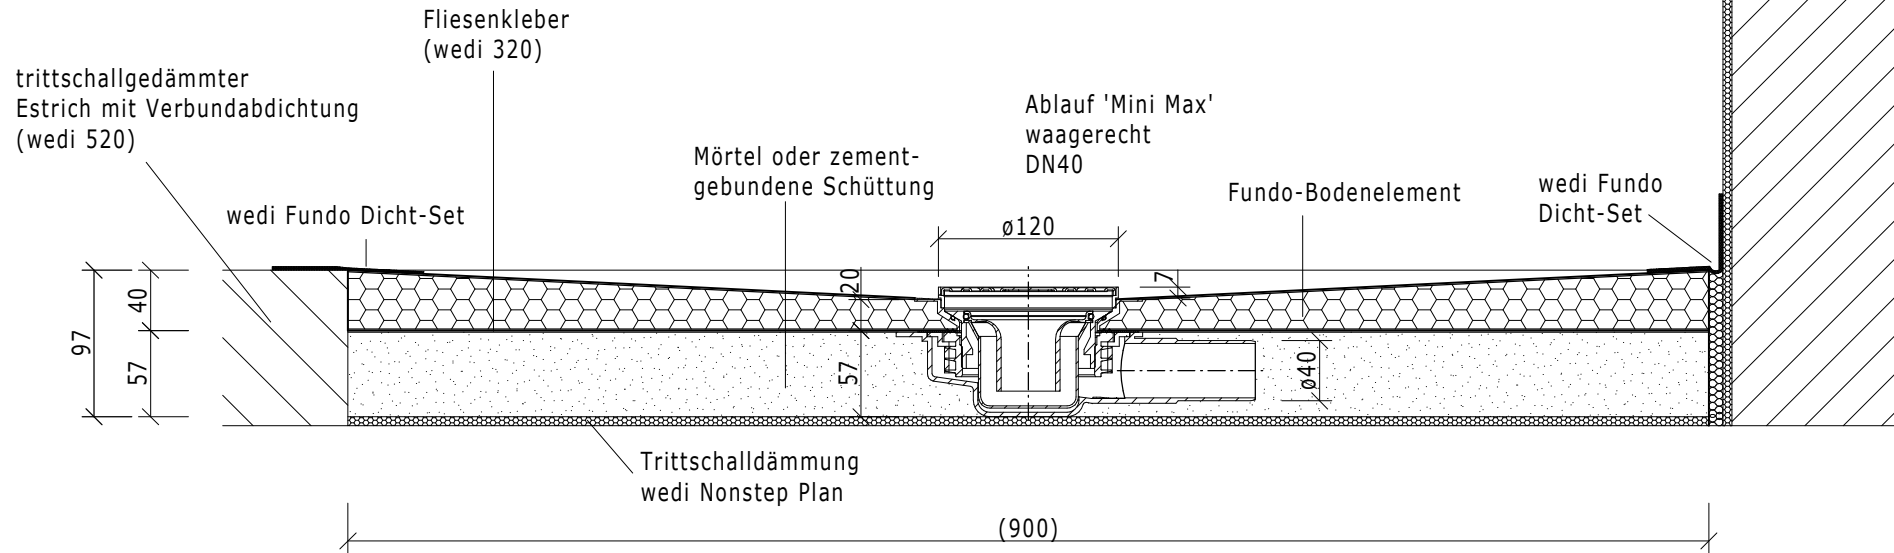 Fliesenkleber
(wedi 320)
trittschallgedämmter
Estrich mit Verbundabdichtung
(wedi 520)
Ablauf 'Mini Max'
waagerecht
DN40
Mörtel oder zement-
gebundene Schüttung
wedi Fundo Dicht-Set
Fundo-Bodenelement
wedi Fundo
Dicht-Set
ø120
7
20
40
97
57
57
ø40
Trittschalldämmung
wedi Nonstep Plan
(900)